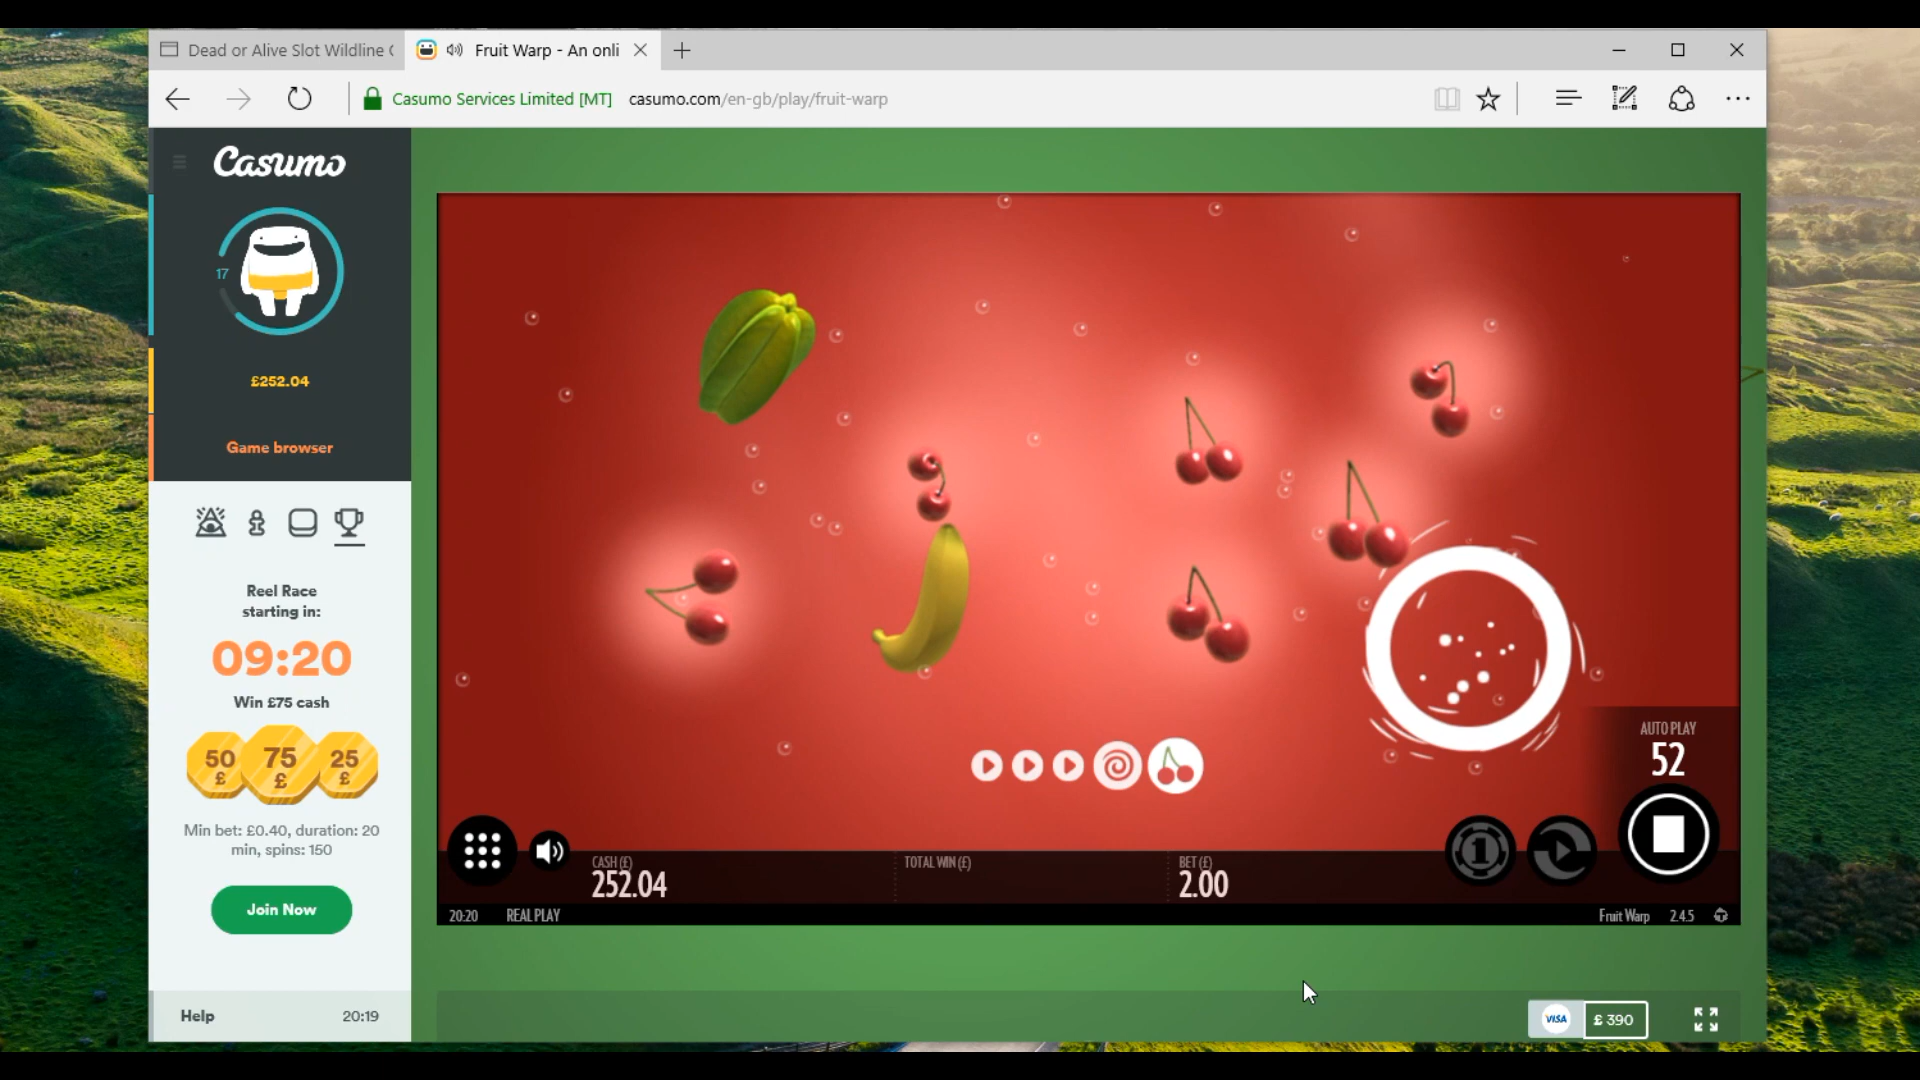 Dead or Alive Slot Wildline
Fruit Warp - An onli
Casumo Services Limited [MT] casumo.com/en-gb/play/fruit-warp
Casumo
17
£252.04
Game browser
Reel Race
starting in:
09:20
Win £75 cash
50 £
75 £
25 £
Min bet: £0.40, duration: 20
min, spins: 150
Join Now
Help 20:19
AUTO PLAY
52
CASH (£)
252.04
TOTAL WIN (£)
BET (£)
2.00
1
20:20 REAL PLAY
Fruit Warp 2.4.5
VISA £ 390